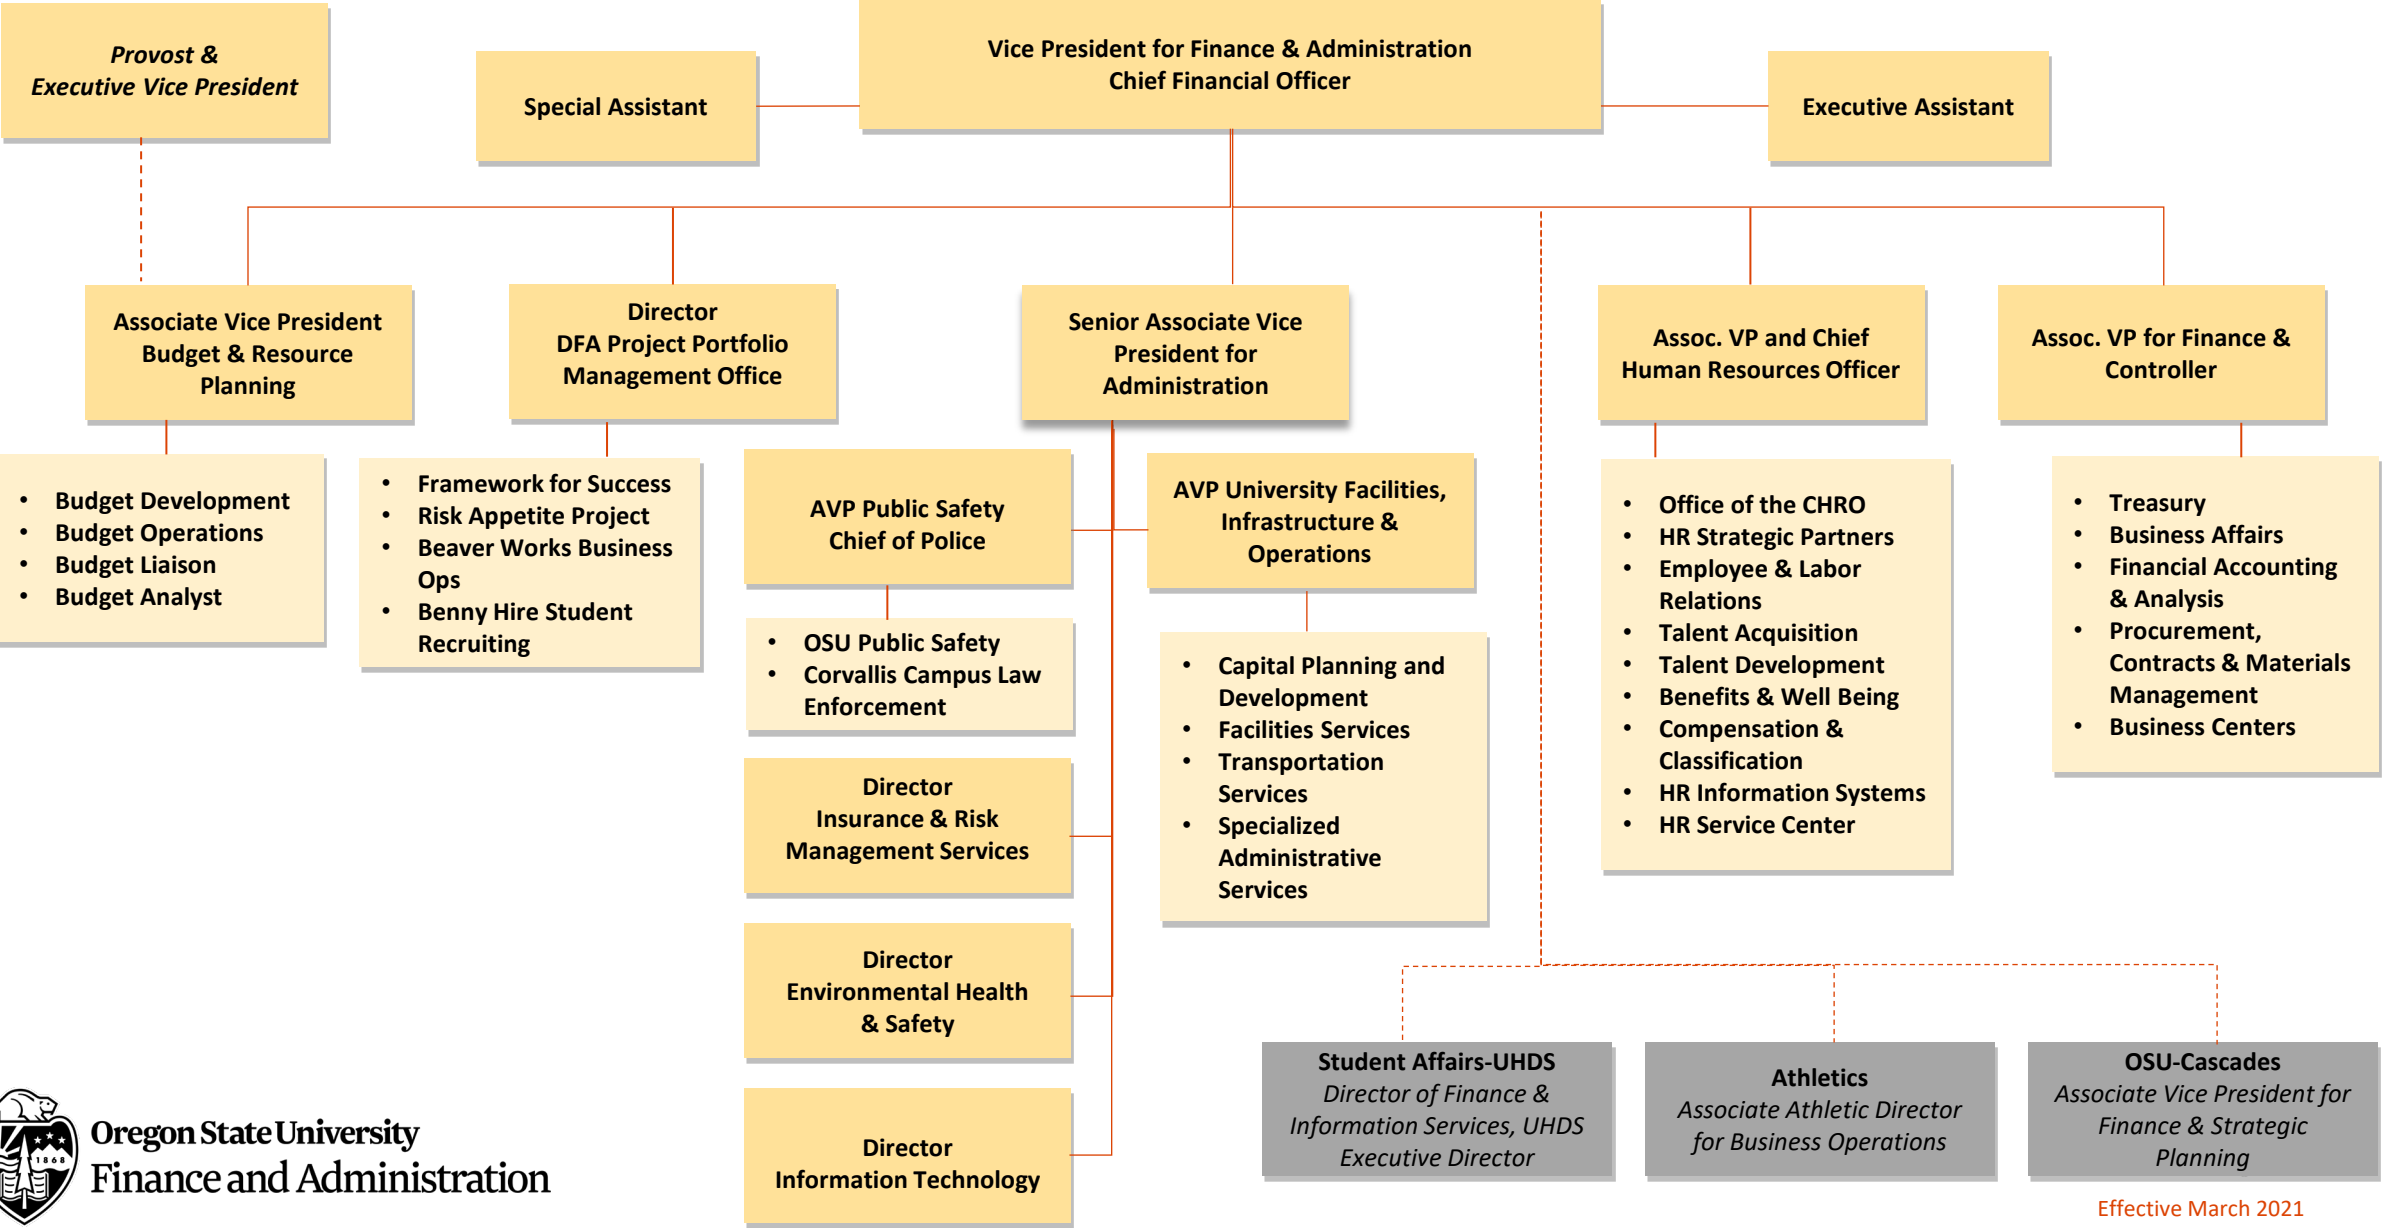 Provost &
Executive Vice President
Special Assistant
Vice President for Finance & Administration
Chief Financial Officer
Executive Assistant
Associate Vice President
Budget & Resource
Planning
Director
DFA Project Portfolio
Management Office
Senior Associate Vice
President for
Administration
Assoc. VP and Chief
Human Resources Officer
Assoc. VP for Finance &
Controller
• Budget Development
• Budget Operations
• Budget Liaison
• Budget Analyst
• Framework for Success
• Risk Appetite Project
• Beaver Works Business
Ops
• Benny Hire Student
Recruiting
AVP Public Safety
Chief of Police
• OSU Public Safety
• Corvallis Campus Law
Enforcement
Director
Insurance & Risk
Management Services
Director
Environmental Health
& Safety
Director
Information Technology
AVP University Facilities,
Infrastructure &
Operations
• Capital Planning and
Development
• Facilities Services
• Transportation
Services
• Specialized
Administrative
Services
• Office of the CHRO
• HR Strategic Partners
• Employee & Labor
Relations
• Talent Acquisition
• Talent Development
• Benefits & Well Being
• Compensation &
Classification
• HR Information Systems
• HR Service Center
• Treasury
• Business Affairs
• Financial Accounting
& Analysis
• Procurement,
Contracts & Materials
Management
• Business Centers
Student Affairs-UHDS
Director of Finance &
Information Services, UHDS
Executive Director
Athletics
Associate Athletic Director
for Business Operations
OSU-Cascades
Associate Vice President for
Finance & Strategic
Planning
1868
Oregon State University
Finance and Administration
Effective March 2021